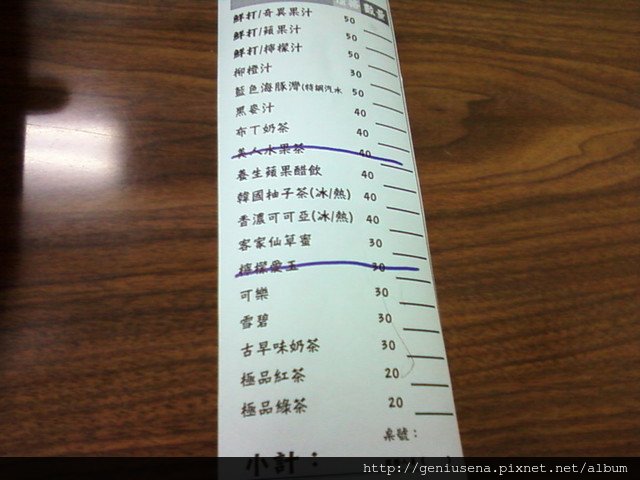 鮮打/奇異果汁 50
鮮打/蘋果汁 50
鮮打/檸檬汁 50
柳橙汁 30
藍色海豚灣(特調汽水 50
黑麥汁 40
布丁奶茶 40
美人水果茶 40
養生蘋果醋飲 40
韓國柚子茶(冰/熱) 40
香濃可可亞(冰/熱) 40
客家仙草蜜 30
檸檬愛玉 30
可樂 30
雪碧 30
古早味奶茶 30
極品紅茶 20
極品綠茶 20
桌號：
小計：
http://geniusena.pixnet.net/album